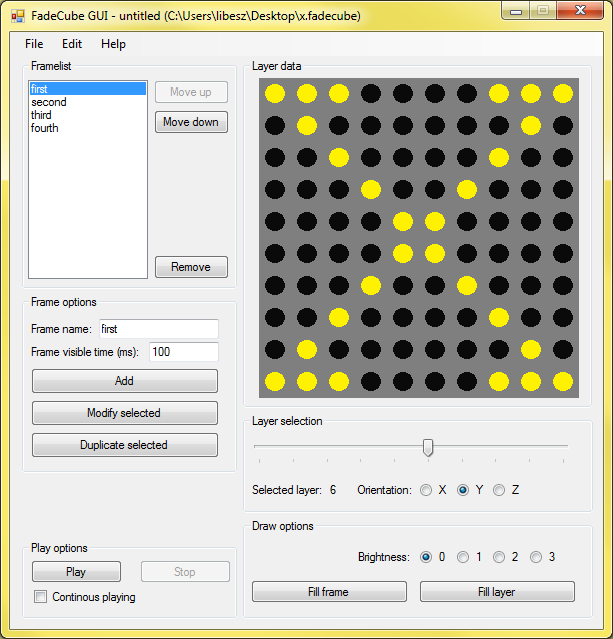 FadeCube GUI - untitled (C:\Users\libesz\Desktop\x.fadecube)
File Edit Help
Framelist
first
second
third
fourth
Move up
Move down
Remove
Frame options
Frame name: first
Frame visible time (ms): 100
Add
Modify selected
Duplicate selected
Play options
Play Stop
Continous playing
Layer data
Layer selection
Selected layer: 6 Orientation: X Y Z
Draw options
Brightness: 0 1 2 3
Fill frame Fill layer